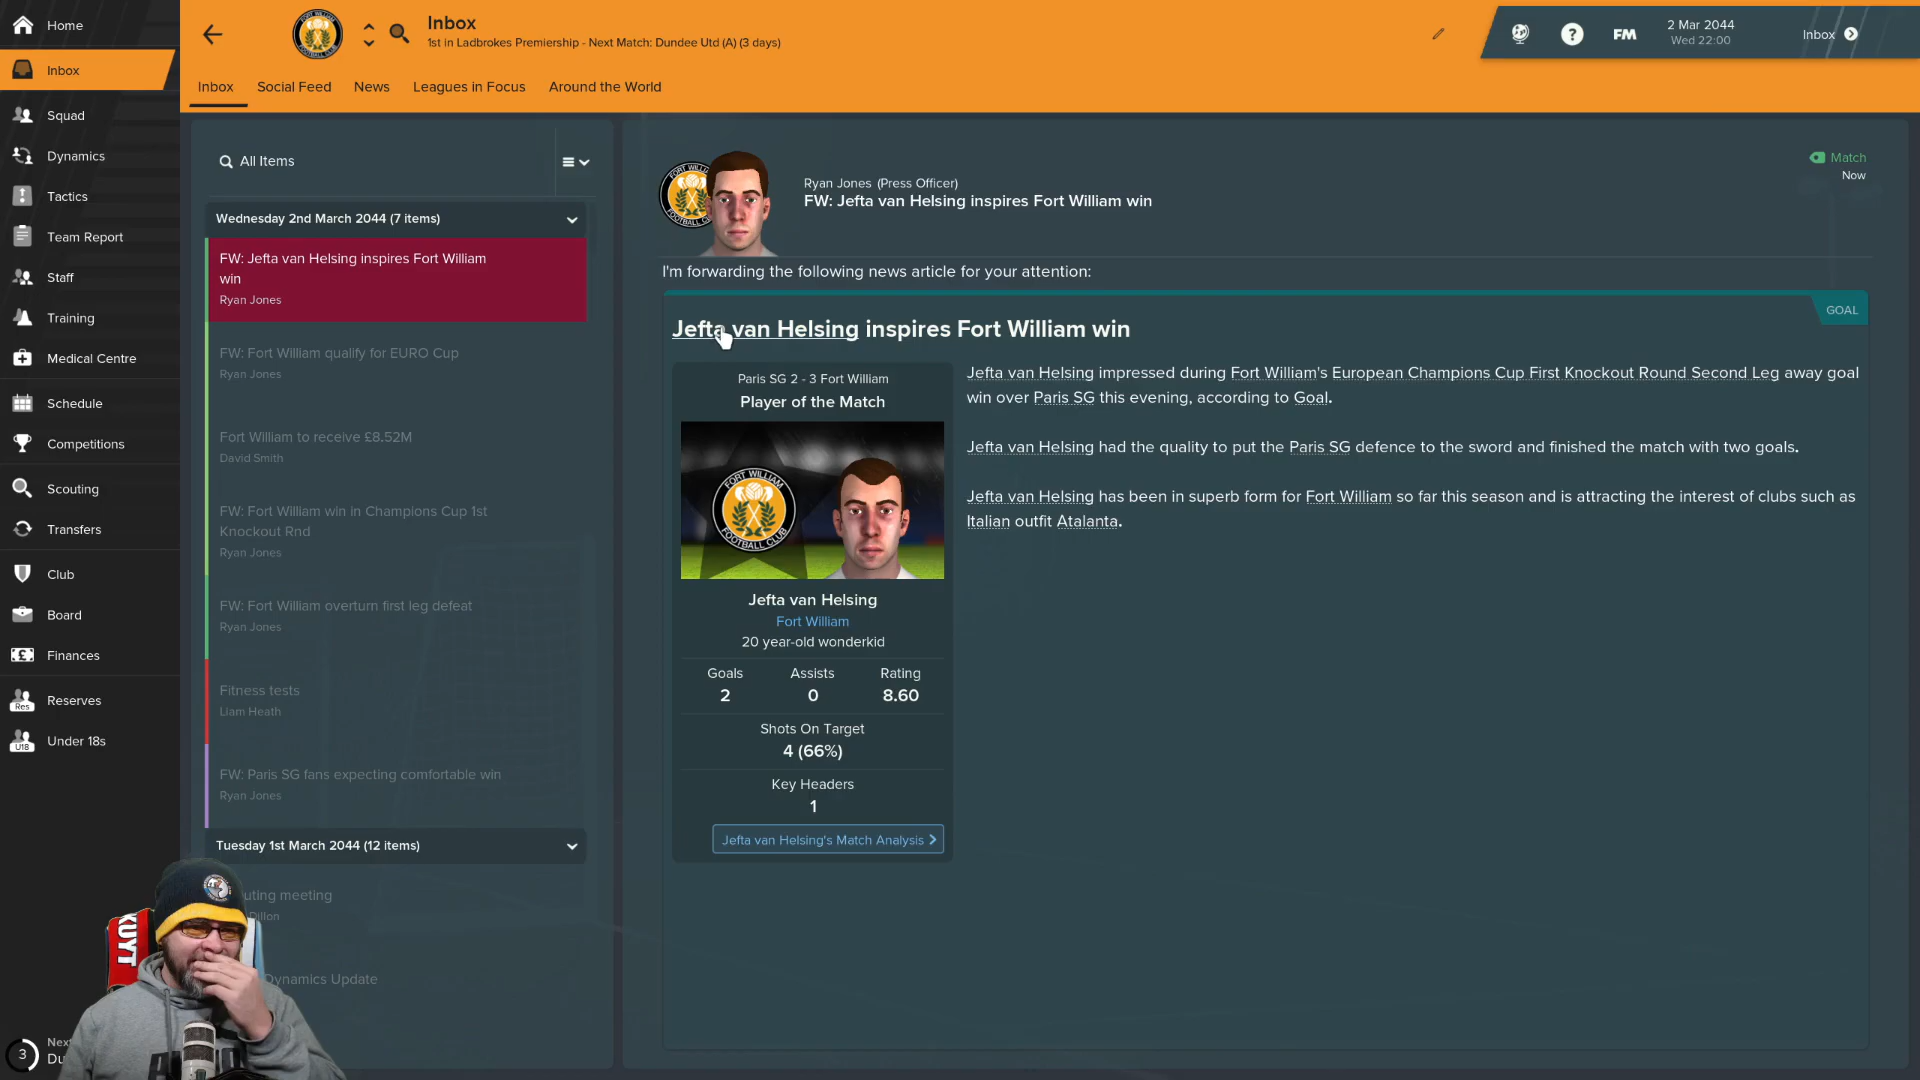 Home
Inbox
Squad
Dynamics
Tactics
Team Report
Staff
Training
Medical Centre
Schedule
Competitions
Scouting
Transfers
Club
Board
Finances
Res
Reserves
U18
Under 18s
3
Inbox
1st in Ladbrokes Premiership - Next Match: Dundee Utd (A) (3 days)
FM
2 Mar 2044
Wed 22:00
Inbox
Inbox Social Feed News Leagues in Focus Around the World
All Items
Wednesday 2nd March 2044 (7 items)
FW: Jefta van Helsing inspires Fort William
win
Ryan Jones
FW: Fort William qualify for EURO Cup
Ryan Jones
Fort William to receive £8.52M
David Smith
FW: Fort William win in Champions Cup 1st
Knockout Rnd
Ryan Jones
FW: Fort William overturn first leg defeat
Ryan Jones
Fitness tests
Liam Heath
FW: Paris SG fans expecting comfortable win
Ryan Jones
Tuesday 1st March 2044 (12 items)
meeting
Dillon
Dynamics Update
KUYT
Ryan Jones (Press Officer)
FW: Jefta van Helsing inspires Fort William win
Match
Now
I'm forwarding the following news article for your attention:
GOAL
Jefta van Helsing inspires Fort William win
Paris SG 2 - 3 Fort William
Player of the Match
FORT WILLIAM
FOOTBALL CLUB
Jefta van Helsing
Fort William
20 year-old wonderkid
Goals Assists Rating
2 0 8.60
Shots On Target
4 (66%)
Key Headers
1
Jefta van Helsing's Match Analysis
Jefta van Helsing impressed during Fort William's European Champions Cup First Knockout Round Second Leg away goal
win over Paris SG this evening, according to Goal.
Jefta van Helsing had the quality to put the Paris SG defence to the sword and finished the match with two goals.
Jefta van Helsing has been in superb form for Fort William so far this season and is attracting the interest of clubs such as
Italian outfit Atalanta.